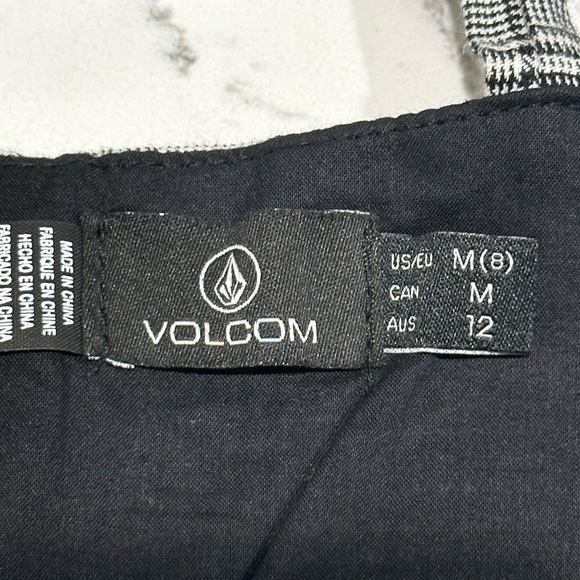 MADE IN CHINA
FABRIQUE EN CHINE
HECHO EN CHINA
FABRICADO NA CHINA
VOLCOM
US/EU M(8)
CAN M
AUS 12